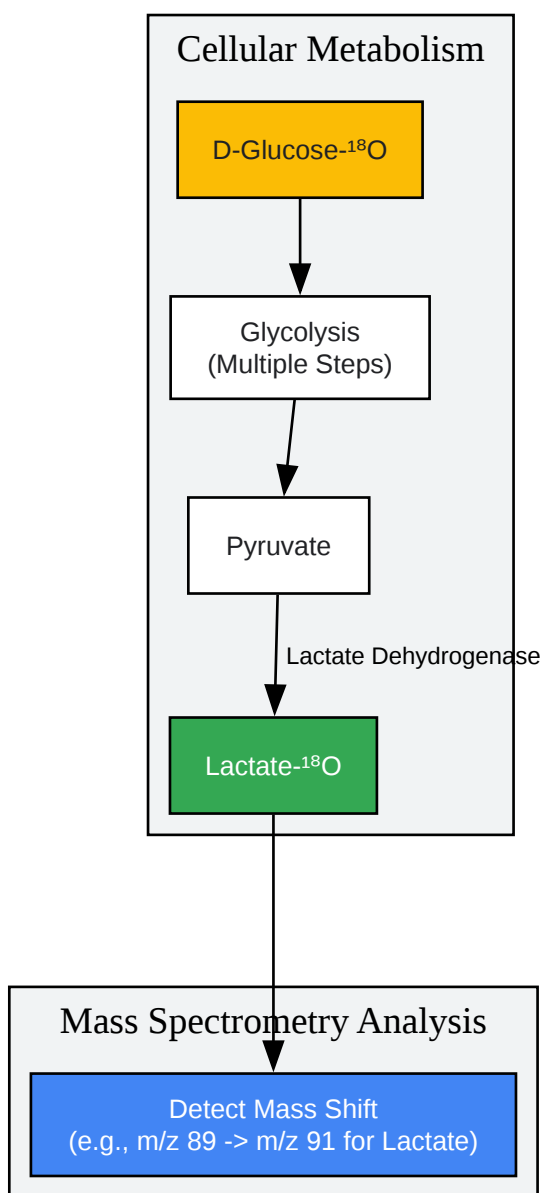 Cellular Metabolism
D-Glucose-¹⁸O
Glycolysis
(Multiple Steps)
Pyruvate
Lactate Dehydrogenase
Lactate-¹⁸O
Mass Spectrometry Analysis
Detect Mass Shift
(e.g., m/z 89 -> m/z 91 for Lactate)